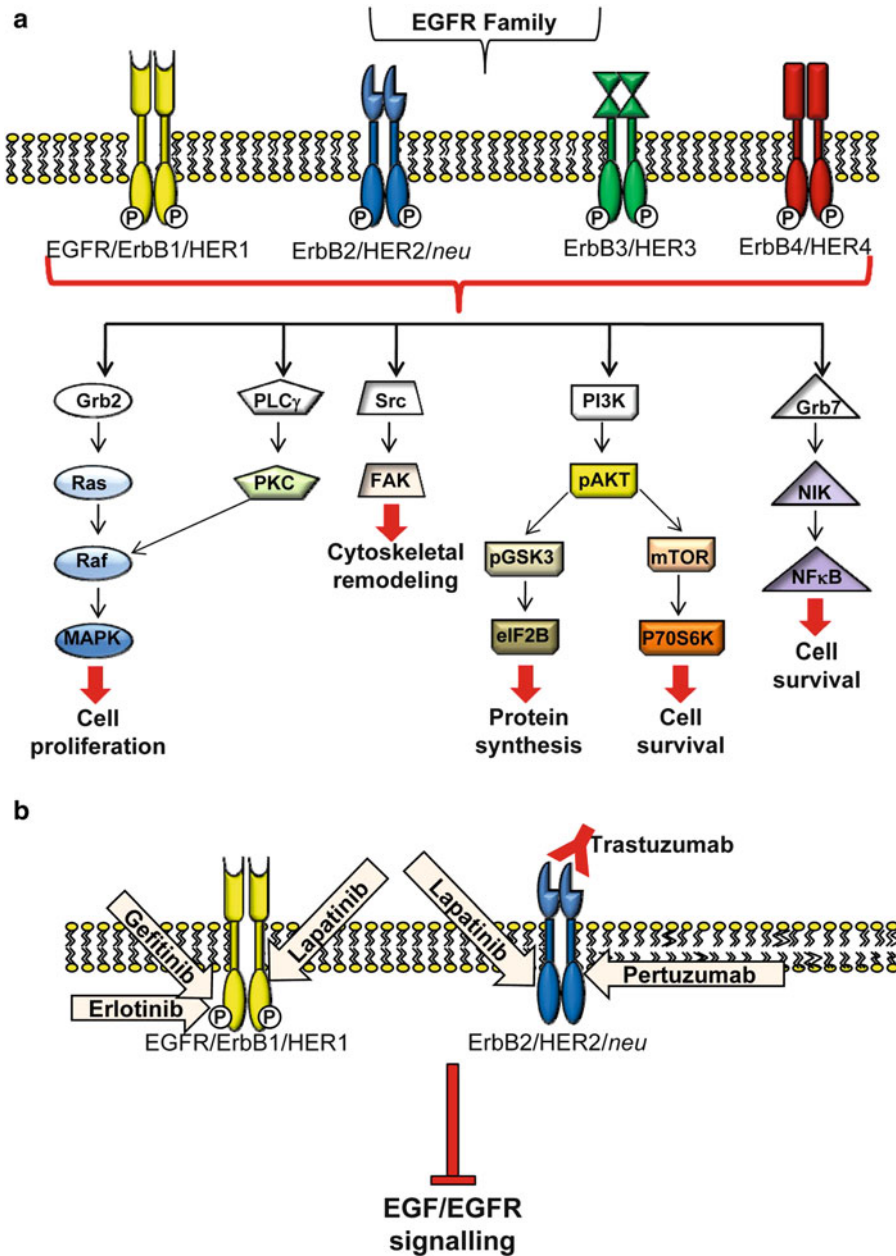 a
EGFR Family
P P P P P P P P
EGFR/ErbB1/HER1
ErbB2/HER2/neu
ErbB3/HER3
ErbB4/HER4
Grb2
PLCγ
Src
PI3K
Grb7
Ras
PKC
FAK
pAKT
NIK
Raf
Cytoskeletal
remodeling
pGSK3
mTOR
NFκB
MAPK
eIF2B
P70S6K
Cell
survival
Cell
proliferation
Protein
synthesis
Cell
survival
b
Trastuzumab
Gefitinib
Lapatinib
Lapatinib
Pertuzumab
Erlotinib
P P
EGFR/ErbB1/HER1
ErbB2/HER2/neu
EGF/EGFR
signalling